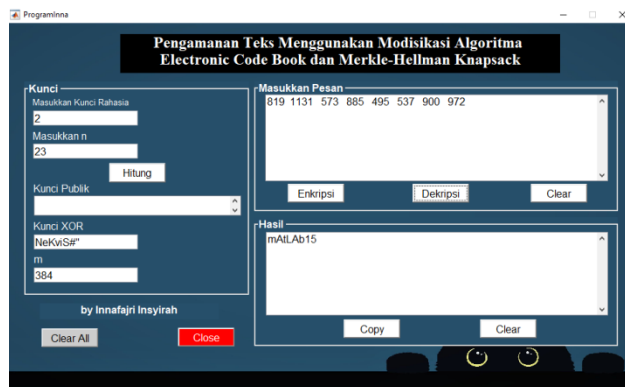 ProgramInna
Pengamanan Teks Menggunakan Modisikasi Algoritma
Electronic Code Book dan Merkle-Hellman Knapsack
Kunci
Masukkan Kunci Rahasia
2
Masukkan n
23
Hitung
Kunci Publik
Kunci XOR
NeKviS#"
m
384
by Innafajri Insyirah
Clear All
Close
Masukkan Pesan
819 1131 573 885 495 537 900 972
Enkripsi
Dekripsi
Clear
Hasil
mAtLAb15
Copy
Clear